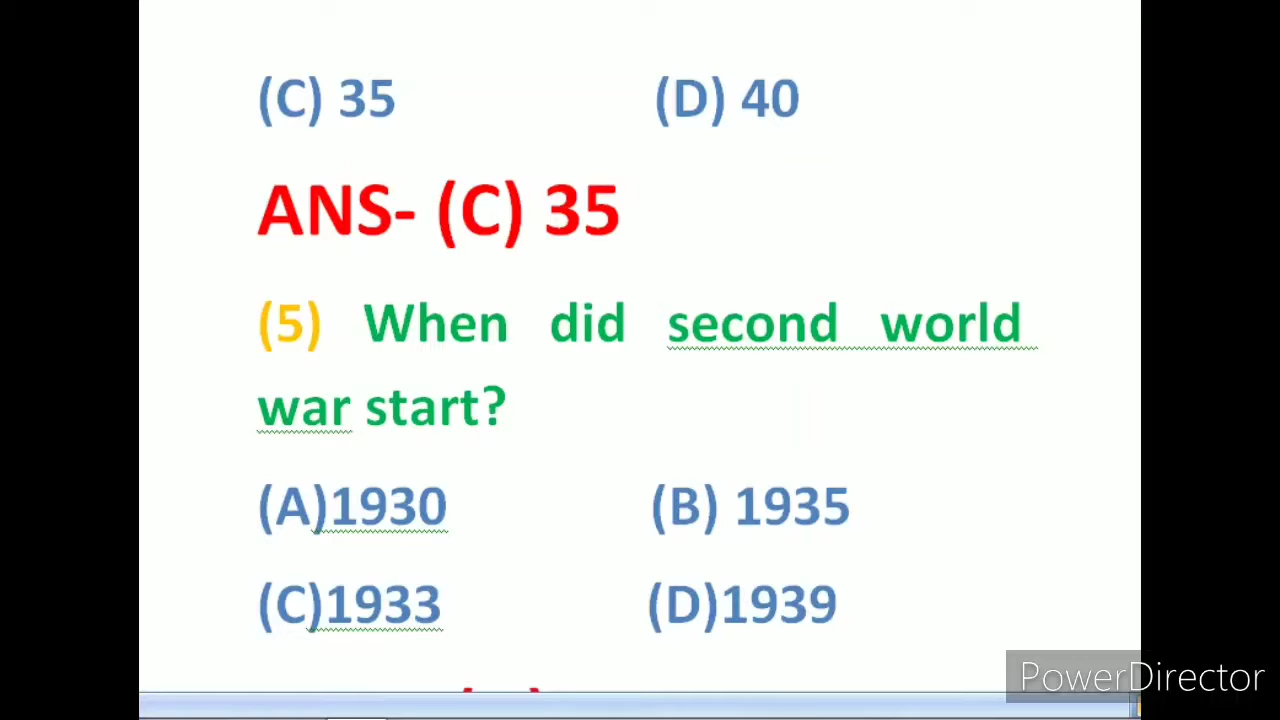 (C) 35 (D) 40
ANS- (C) 35
(5) When did second world
war start?
(A)1930 (B) 1935
(C)1933 (D)1939
PowerDirector